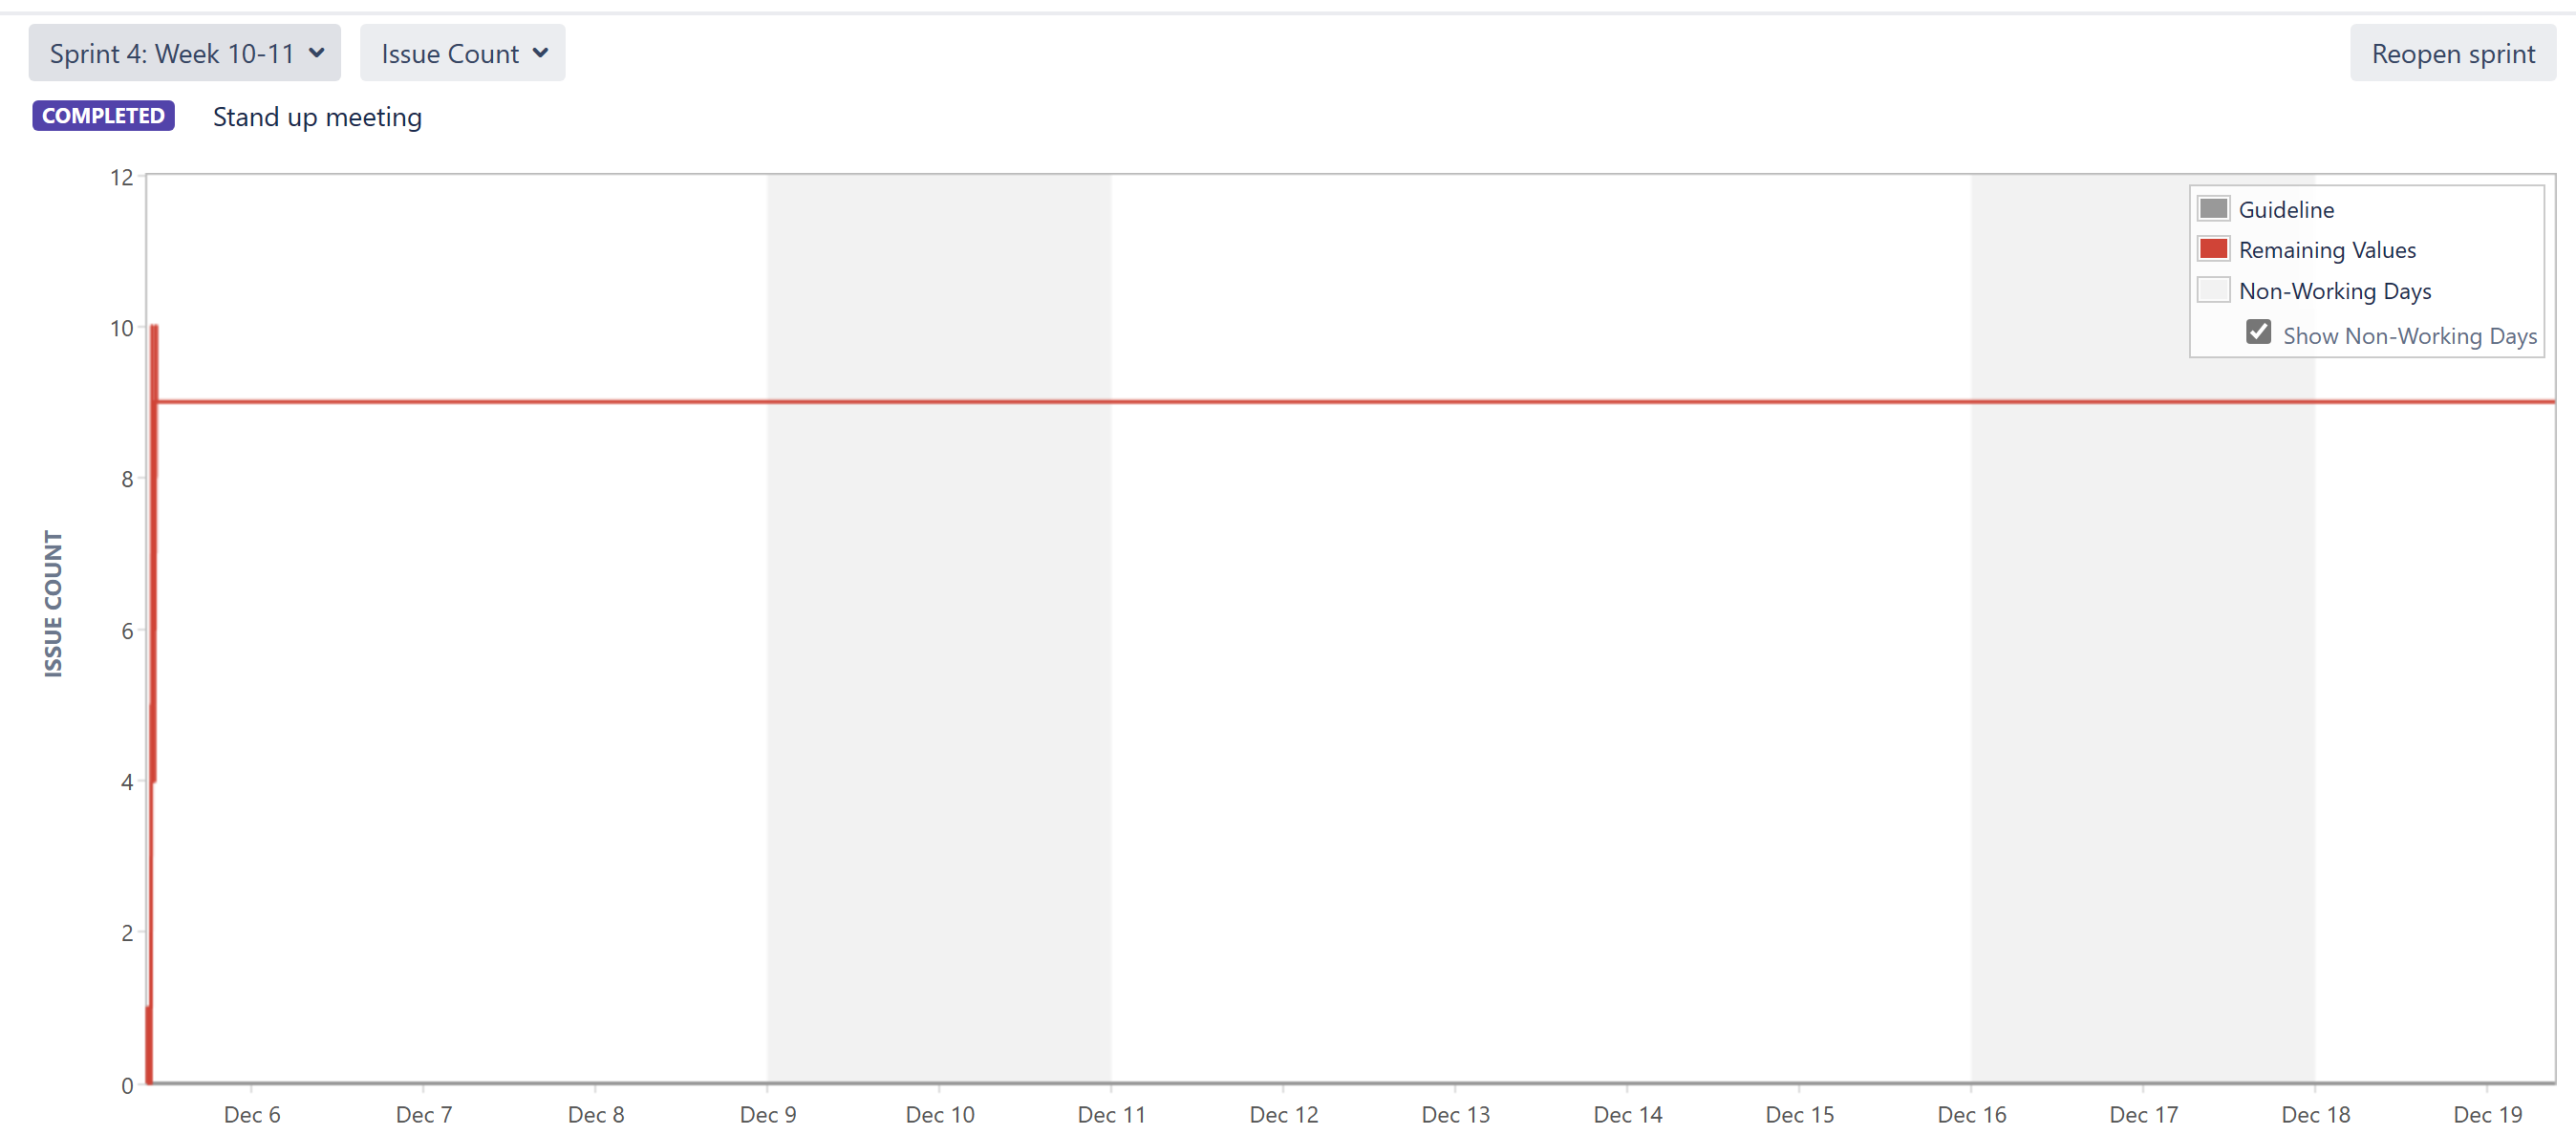 Sprint 4: Week 10-11 Issue Count Reopen sprint
COMPLETED Stand up meeting
Guideline
Remaining Values
Non-Working Days
Show Non-Working Days
ISSUE COUNT
12
10
8
6
4
2
0
Dec 6 Dec 7 Dec 8 Dec 9 Dec 10 Dec 11 Dec 12 Dec 13 Dec 14 Dec 15 Dec 16 Dec 17 Dec 18 Dec 19